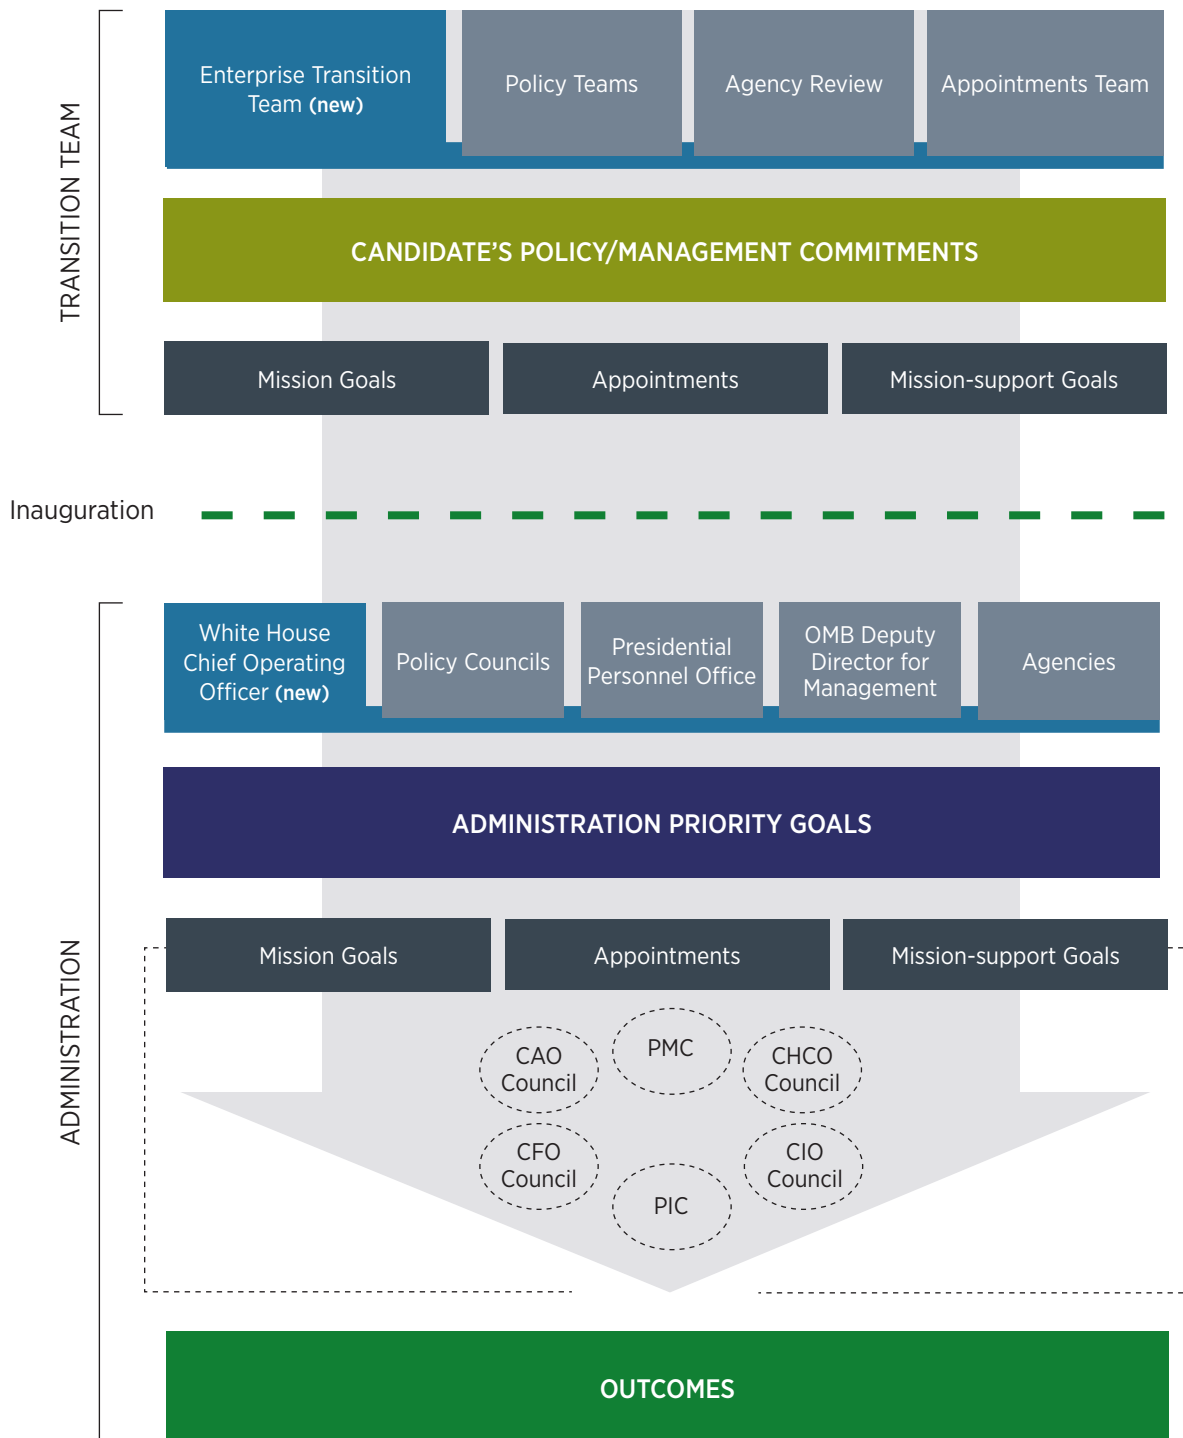 TRANSITION TEAM
Enterprise Transition
Team (new)
Policy Teams
Agency Review
Appointments Team
CANDIDATE’S POLICY/MANAGEMENT COMMITMENTS
Mission Goals
Appointments
Mission-support Goals
Inauguration
ADMINISTRATION
White House
Chief Operating
Officer (new)
Policy Councils
Presidential
Personnel Office
OMB Deputy
Director for
Management
Agencies
ADMINISTRATION PRIORITY GOALS
Mission Goals
Appointments
Mission-support Goals
CAO
Council
PMC
CHCO
Council
CFO
Council
PIC
CIO
Council
OUTCOMES